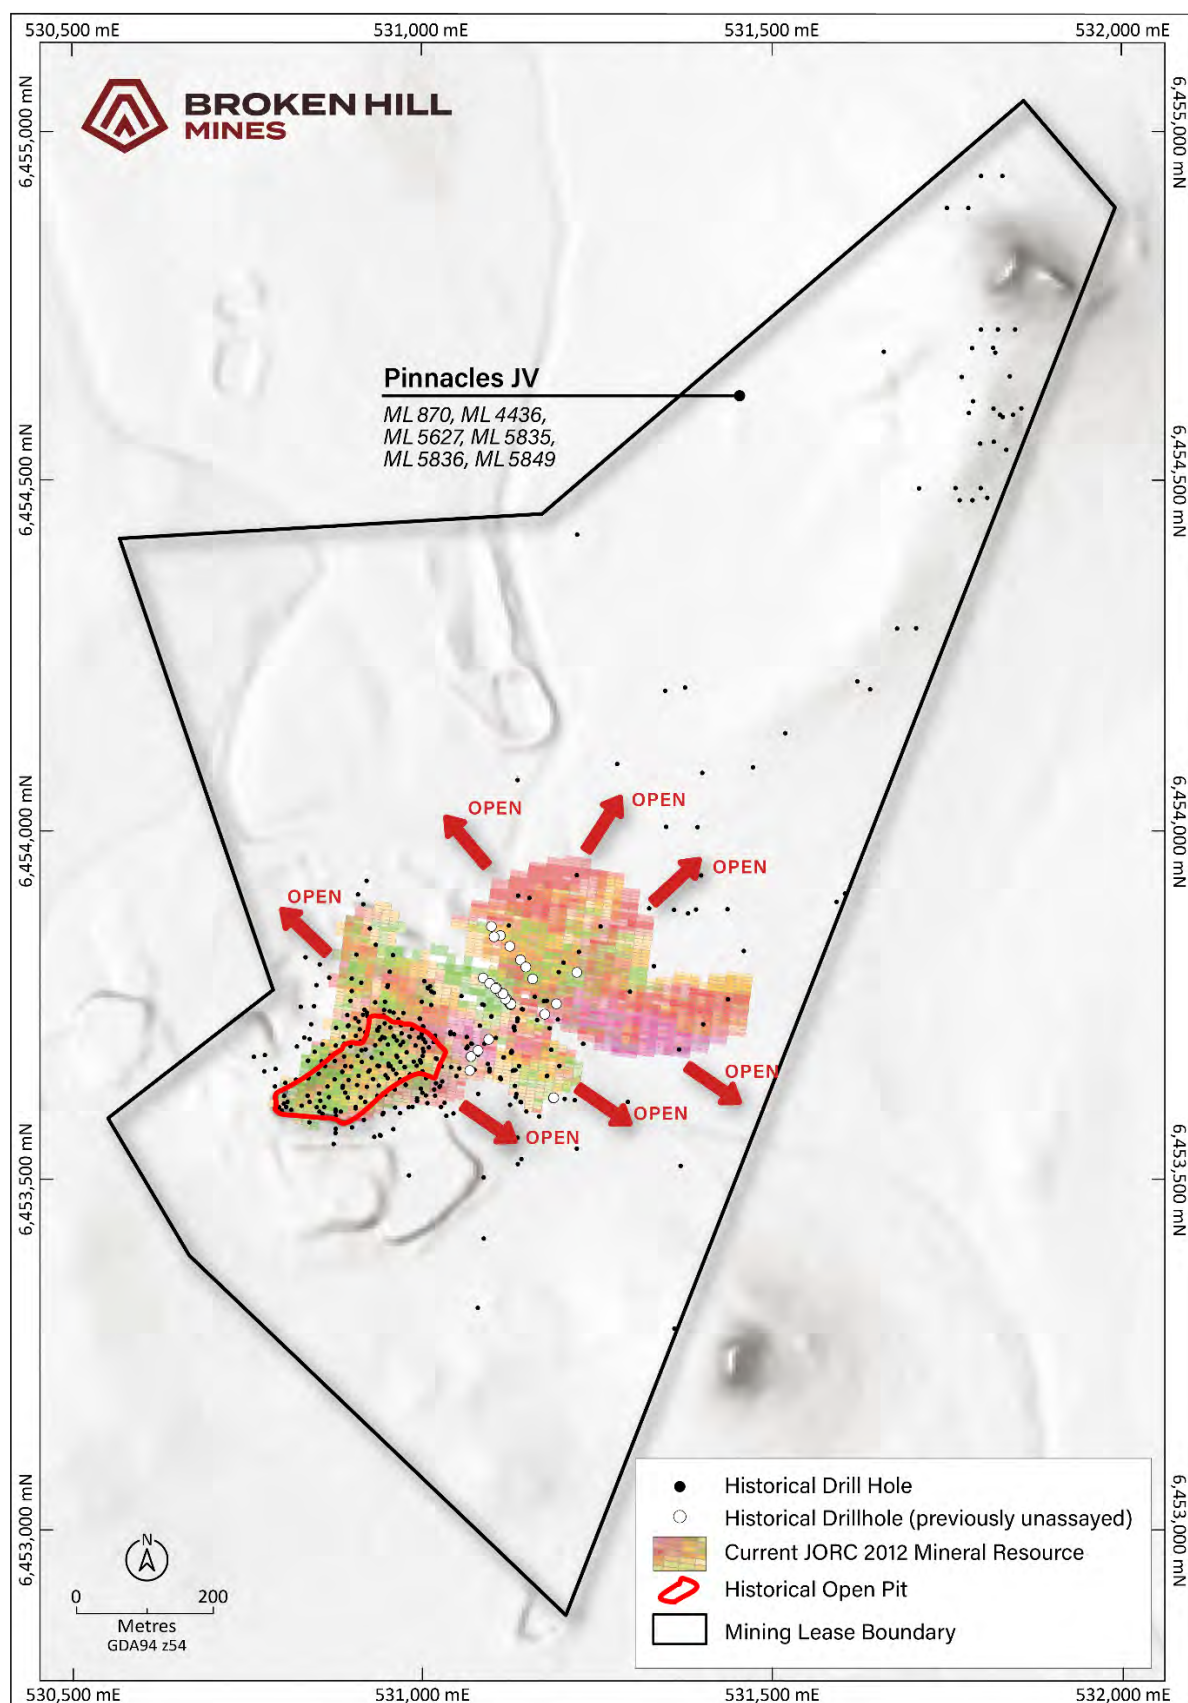 530,500 mE
531,000 mE
531,500 mE
532,000 mE
BROKEN HILL
MINES
6,455,000 mN
6,455,000 mN
Pinnacles JV
ML 870, ML 4436,
ML 5627, ML 5835,
ML 5836, ML 5849
6,454,500 mN
6,454,500 mN
OPEN
OPEN
6,454,000 mN
6,454,000 mN
OPEN
OPEN
OPEN
OPEN
OPEN
6,453,500 mN
6,453,500 mN
Historical Drill Hole
Historical Drillhole (previously unassayed)
Current JORC 2012 Mineral Resource
Historical Open Pit
Mining Lease Boundary
6,453,000 mN
6,453,000 mN
N
0 200
Metres
GDA94 z54
530,500 mE
531,000 mE
531,500 mE
532,000 mE